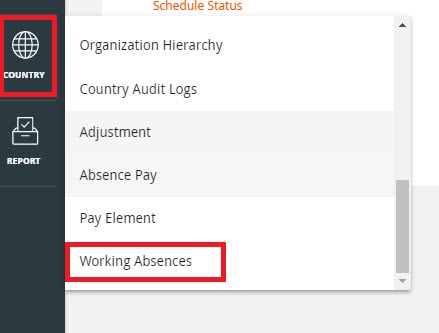 Schedule Status
COUNTRY
REPORT
Organization Hierarchy
Country Audit Logs
Adjustment
Absence Pay
Pay Element
Working Absences